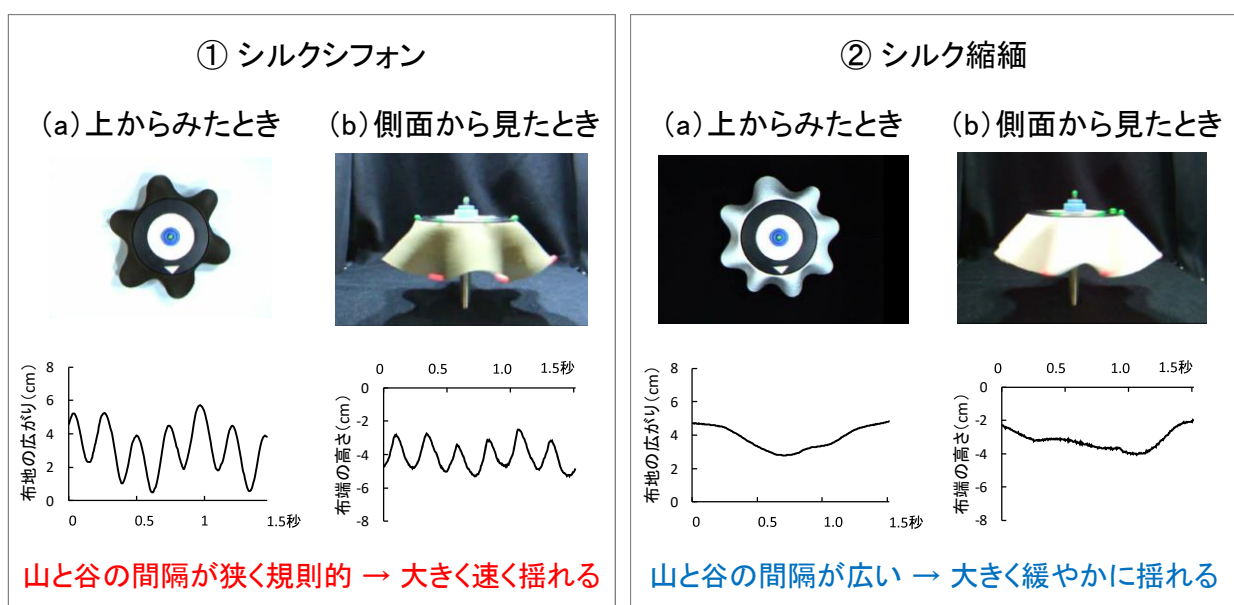 ① シルクシフォン
(a)上からみたとき
(b)側面から見たとき
布地の広がり(cm)
8
6
4
2
0
0
0.5
1
1.5秒
布端の高さ(cm)
0
0.5
1.0
1.5秒
0
-2
-4
-6
-8
山と谷の間隔が狭く規則的 → 大きく速く揺れる
② シルク縮緬
(a)上からみたとき
(b)側面から見たとき
布地の広がり(cm)
8
6
4
2
0
0
0.5
1.0
1.5秒
布端の高さ(cm)
0
0.5
1.0
1.5秒
0
-2
-4
-6
-8
山と谷の間隔が広い → 大きく緩やかに揺れる